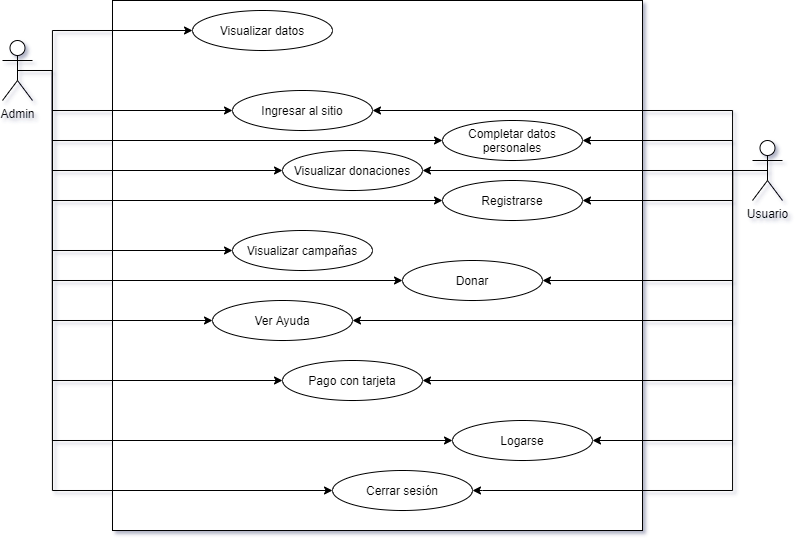 Visualizar datos
Admin
Ingresar al sitio
Completar datos
personales
Visualizar donaciones
Registrarse
Usuario
Visualizar campañas
Donar
Ver Ayuda
Pago con tarjeta
Logarse
Cerrar sesión